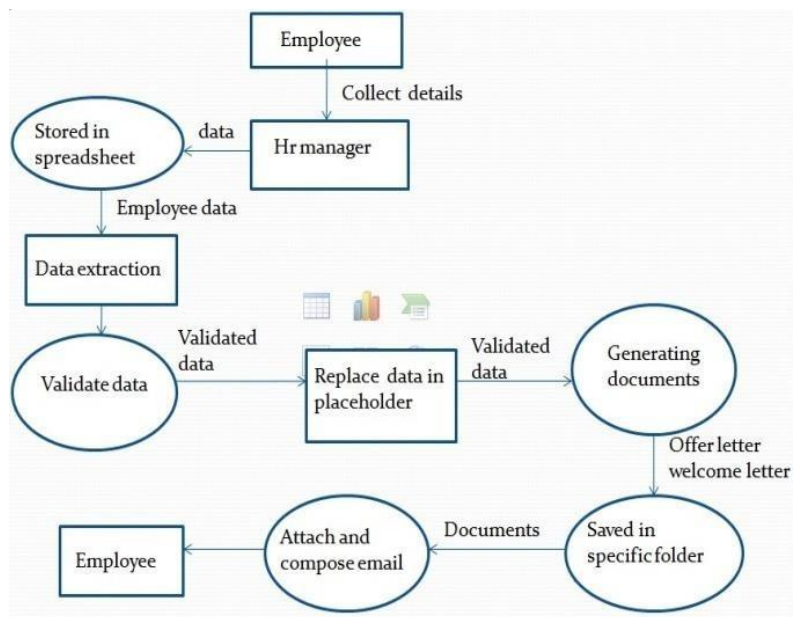 Employee
Collect details
Hr manager
data
Stored in
spreadsheet
Employee data
Data extraction
Validate data
Validated
data
Replace data in
placeholder
Validated
data
Generating
documents
Offer letter
welcome letter
Saved in
specific folder
Documents
Attach and
compose email
Employee